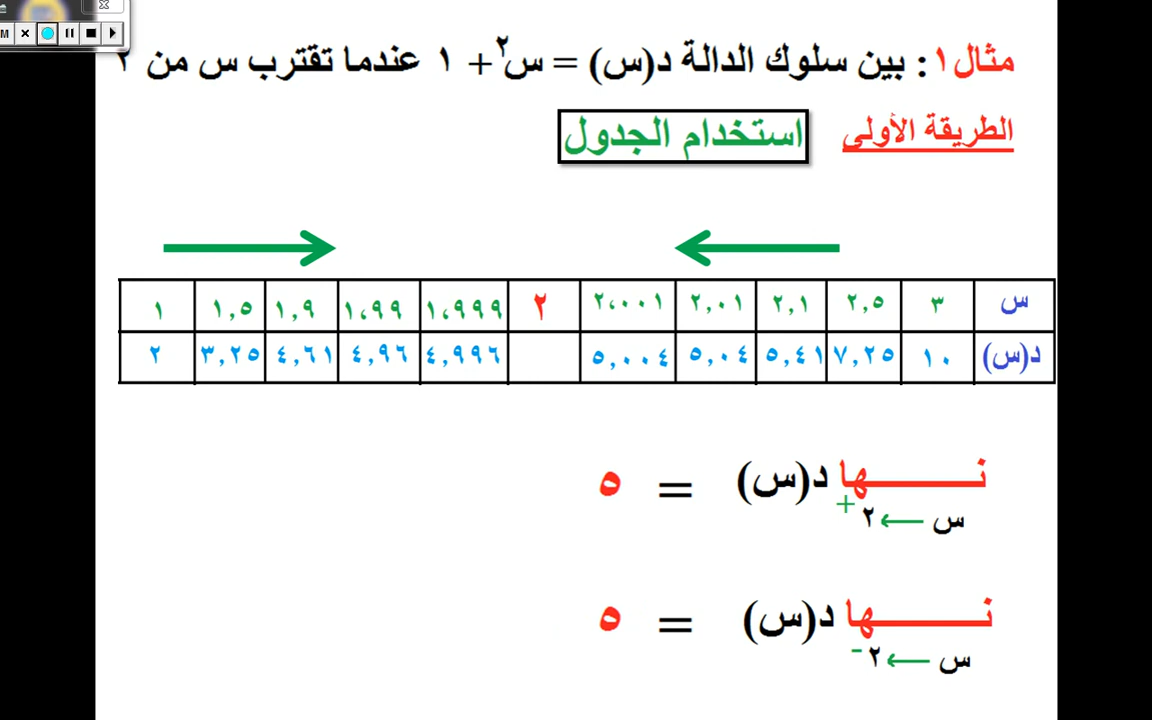 مثال١ : بين سلوك الدالة د(س) = س٢ + ١ عندما تقترب س من ٢
الطريقة الأولى استخدام الجدول
س ٣ ٢,٥ ٢,١ ٢,٠١ ٢,٠٠١ ٢ ١,٩٩٩ ١,٩٩ ١,٩ ١,٥ ١
د(س) ١٠ ٧,٢٥ ٥,٤١ ٥,٠٤ ٥,٠٠٤ ٤,٩٩٦ ٤,٩٦ ٤,٦١ ٣,٢٥ ٢
نـــــها د(س) = ٥
س ← ٢+
نـــــها د(س) = ٥
س ← ٢-